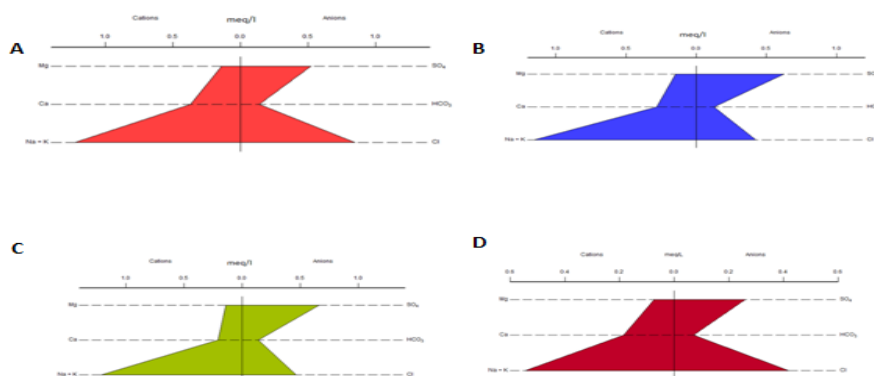 A
Cations meq/l Anions
1.0 0.5 0.0 0.5 1.0
Mg SO₄
Ca HCO₃
Na + K Cl
B
Cations meq/l Anions
1.0 0.5 0.0 0.5 1.0
Mg
Ca
Na + K Cl
C
Cations meq/l Anions
1.0 0.5 0.0 0.5 1.0
Mg SO₄
Ca HCO₃
Na + K Cl
D
Cations meq/L Anions
0.6 0.4 0.2 0.0 0.2 0.4 0.6
Mg SO₄
Ca HCO₃
Na + K Cl